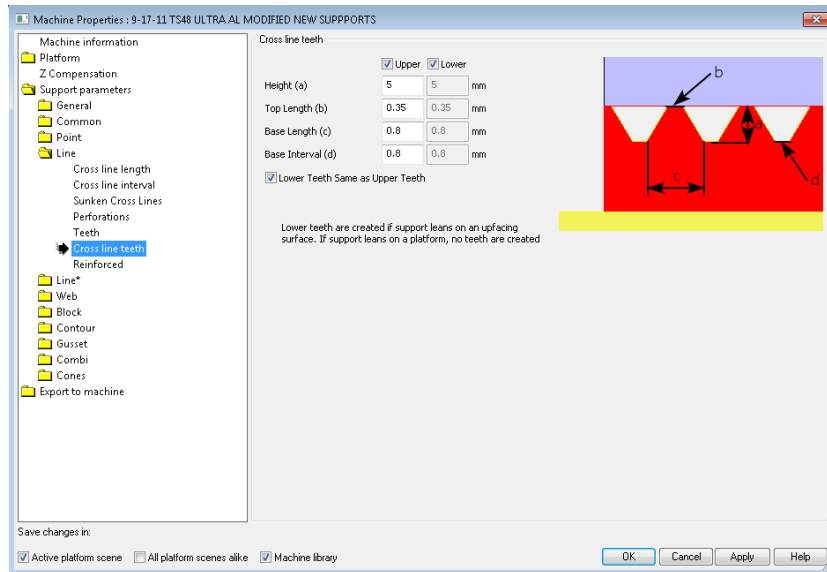 Machine Properties : 9-17-11 TS48 ULTRA AL MODIFIED NEW SUPPPORTS
Machine information
Platform
Z Compensation
Support parameters
General
Common
Point
Line
Cross line length
Cross line interval
Sunken Cross Lines
Perforations
Teeth
Cross line teeth
Reinforced
Line*
Web
Block
Contour
Gusset
Combi
Cones
Export to machine
Cross line teeth
Upper Lower
Height (a) 5 5 mm
Top Length (b) 0.35 0.35 mm
Base Length (c) 0.8 0.8 mm
Base Interval (d) 0.8 0.8 mm
Lower Teeth Same as Upper Teeth
Lower teeth are created if support leans on an upfacing
surface. If support leans on a platform, no teeth are created
b
a
c
d
Save changes in:
Active platform scene All platform scenes alike Machine library
OK Cancel Apply Help